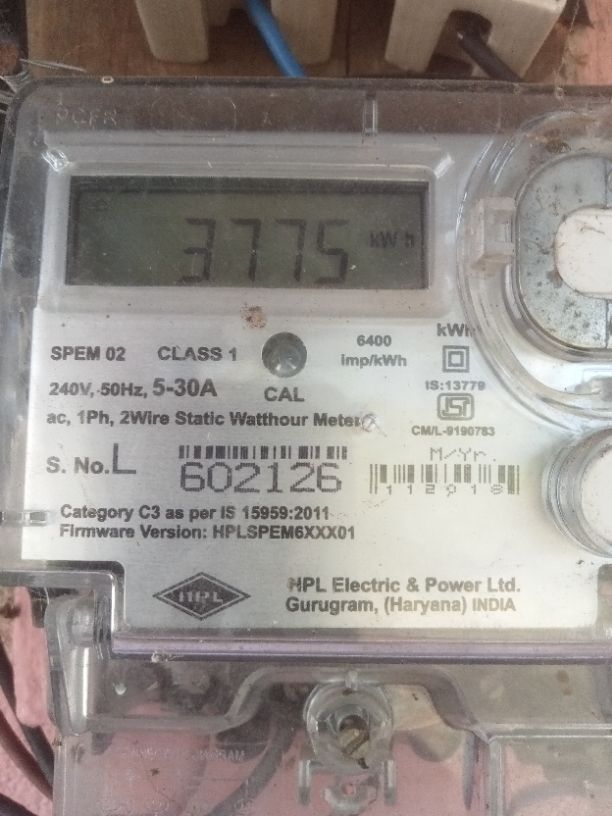 3775 kWh
SPEM 02 CLASS 1
6400
imp/kWh
kWh
240V, 50Hz, 5-30A
CAL
IS:13779
ac, 1Ph, 2Wire Static Watthour Meter
CM/L-9190783
S. No. L 602126
M/Yr.
112018
Category C3 as per IS 15959:2011
Firmware Version: HPLSPEM6XXX01
HPL
HPL Electric & Power Ltd.
Gurugram, (Haryana) INDIA